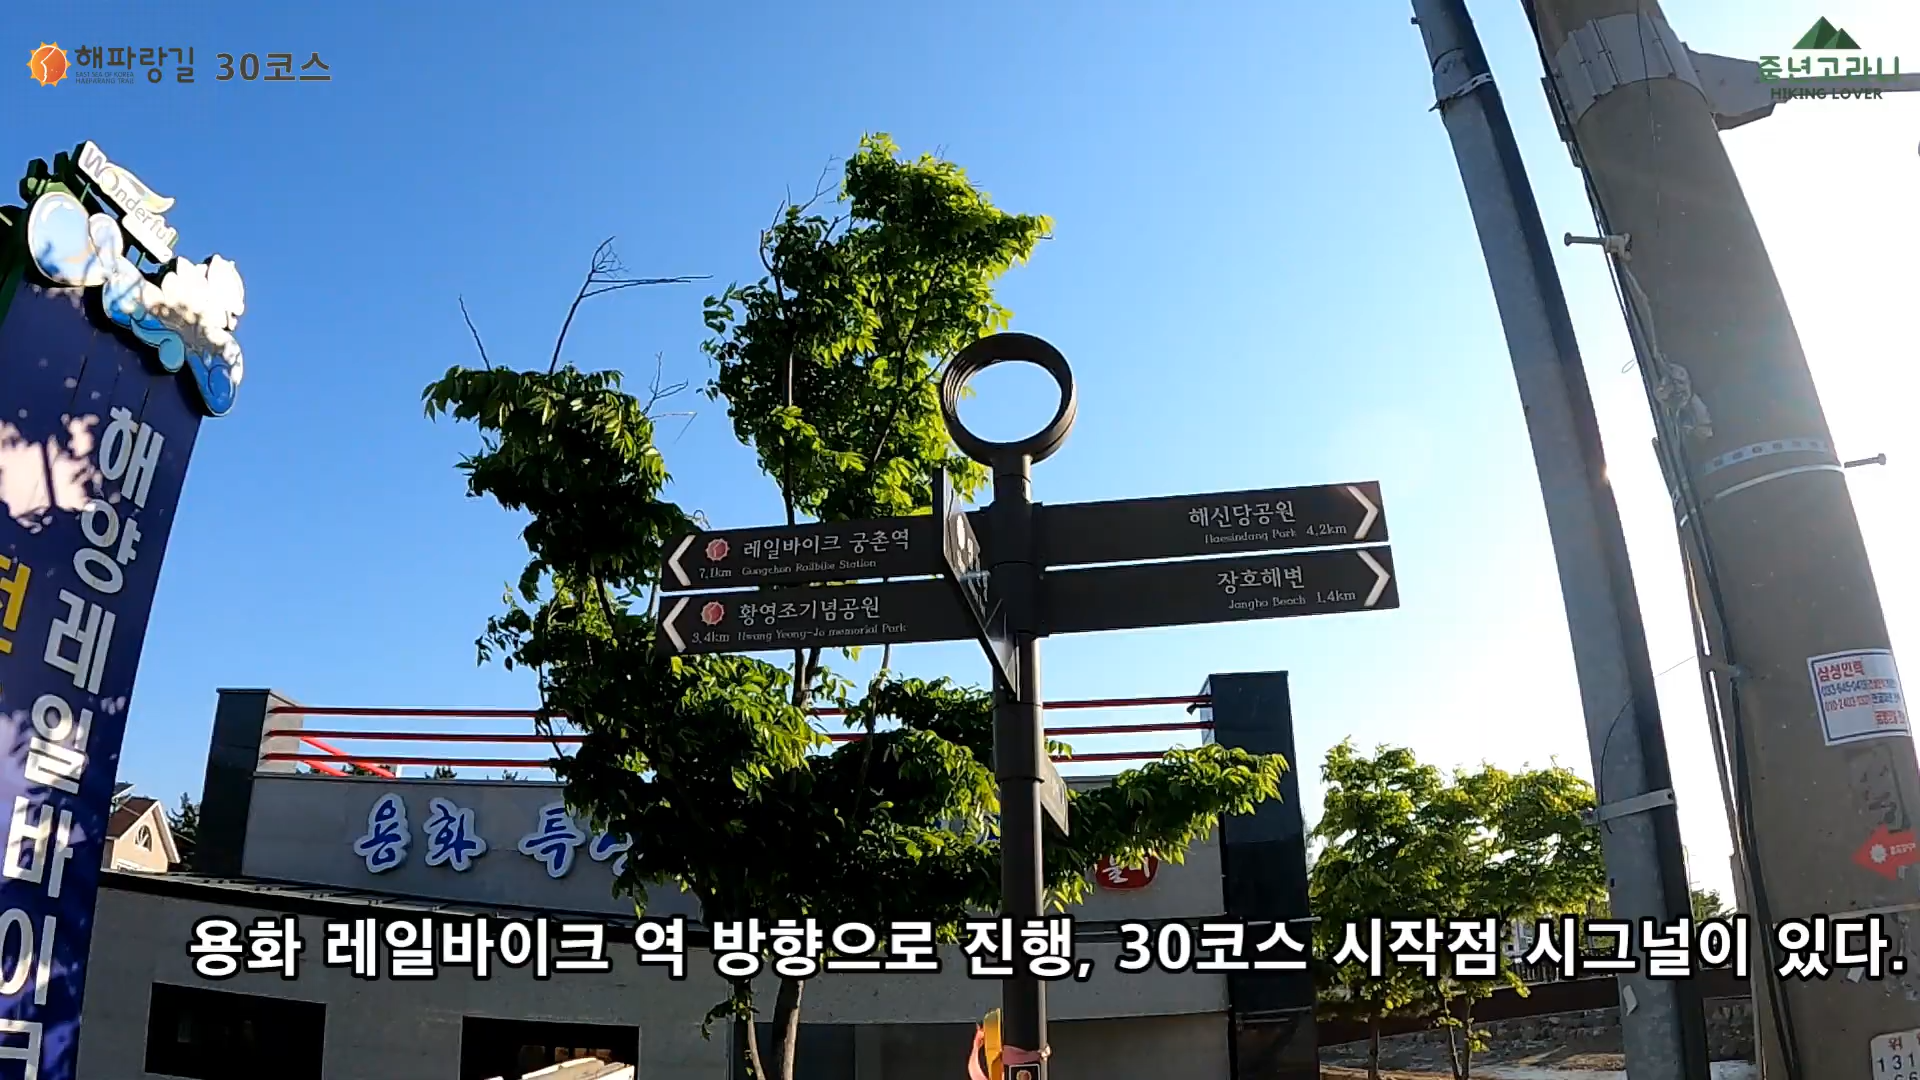 해파랑길 30코스
EAST SEA OF KOREA
HAEPARANG TRAIL
중년고라니
HIKING LOVER
Wonderful
해양레일바이크
레일바이크 궁촌역
7.1km Gungchon Railbike Station
황영조기념공원
3.4km Hwang Yeong-Jo memorial Park
해신당공원
Haesindang Park 4.2km
장호해변
Jangho Beach 1.4km
삼성인력
용화 특
용화 레일바이크 역 방향으로 진행, 30코스 시작점 시그널이 있다.
131